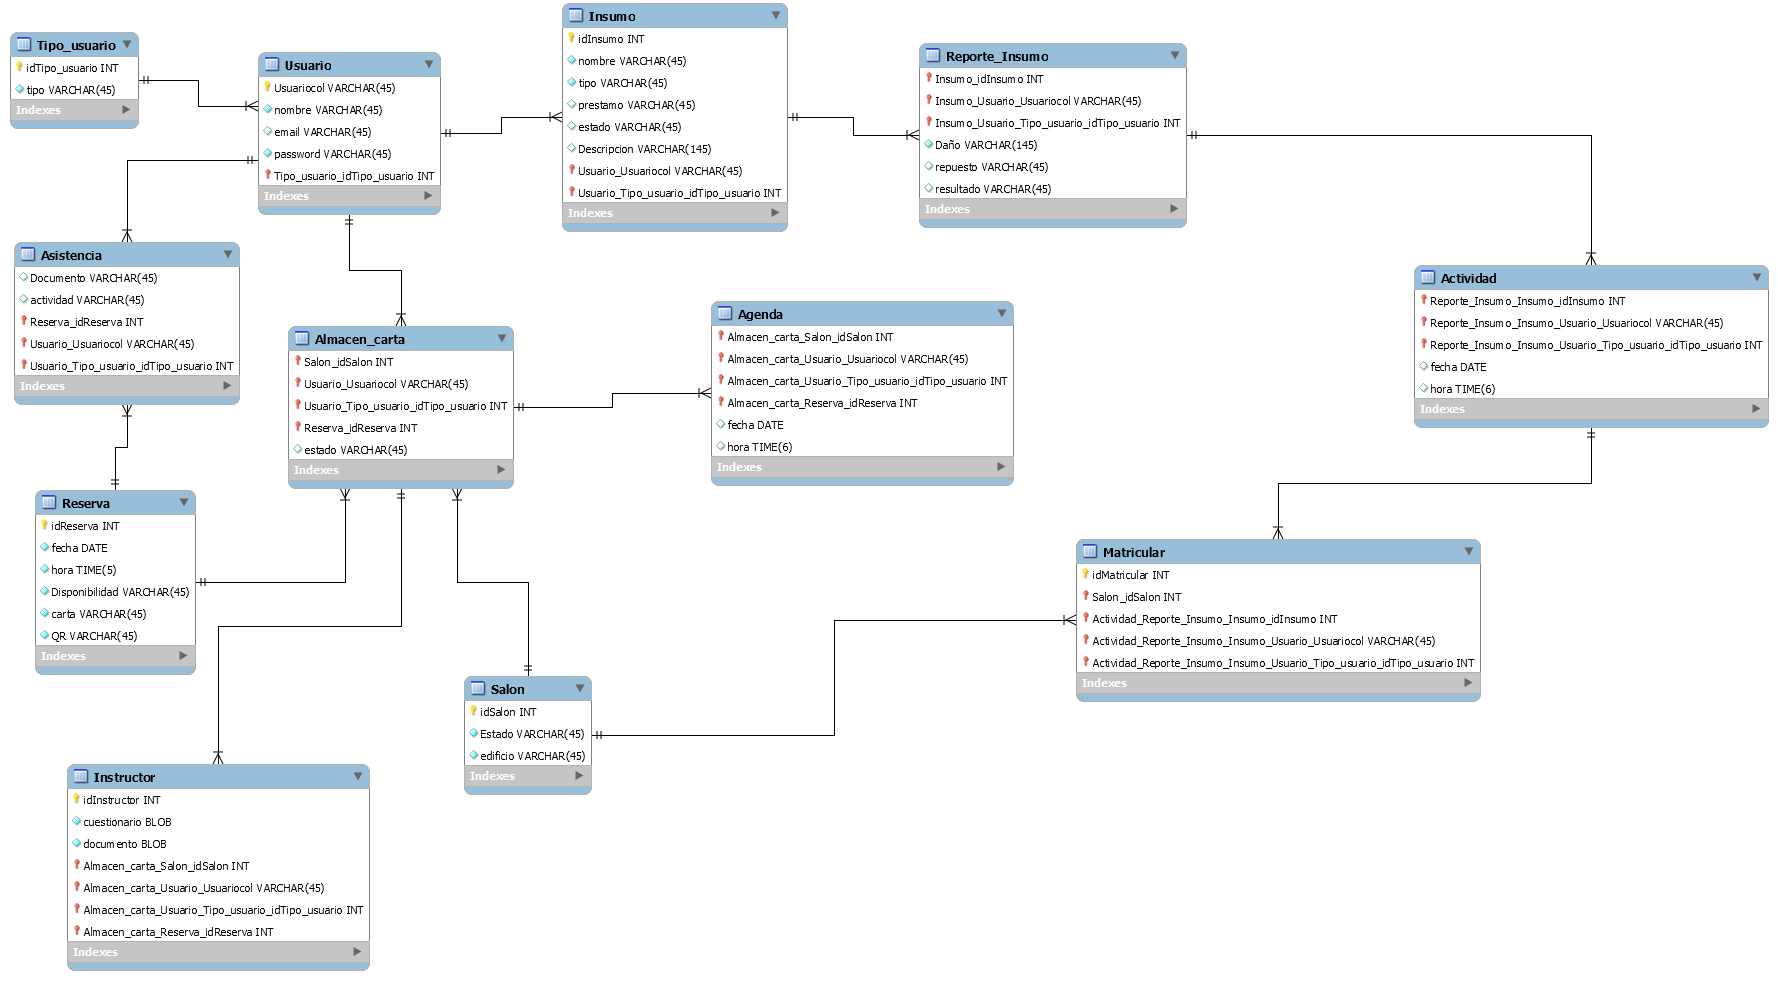 Tipo_usuario
idTipo_usuario INT
tipo VARCHAR(45)
Indexes
Usuario
Usuariocol VARCHAR(45)
nombre VARCHAR(45)
email VARCHAR(45)
password VARCHAR(45)
Tipo_usuario_idTipo_usuario INT
Indexes
Insumo
idInsumo INT
nombre VARCHAR(45)
tipo VARCHAR(45)
prestamo VARCHAR(45)
estado VARCHAR(45)
Descripcion VARCHAR(145)
Usuario_Usuariocol VARCHAR(45)
Usuario_Tipo_usuario_idTipo_usuario INT
Indexes
Reporte_Insumo
Insumo_idInsumo INT
Insumo_Usuario_Usuariocol VARCHAR(45)
Insumo_Usuario_Tipo_usuario_idTipo_usuario INT
Daño VARCHAR(145)
repuesto VARCHAR(45)
resultado VARCHAR(45)
Indexes
Asistencia
Documento VARCHAR(45)
actividad VARCHAR(45)
Reserva_idReserva INT
Usuario_Usuariocol VARCHAR(45)
Usuario_Tipo_usuario_idTipo_usuario INT
Indexes
Almacen_carta
Salon_idSalon INT
Usuario_Usuariocol VARCHAR(45)
Usuario_Tipo_usuario_idTipo_usuario INT
Reserva_idReserva INT
estado VARCHAR(45)
Indexes
Agenda
Almacen_carta_Salon_idSalon INT
Almacen_carta_Usuario_Usuariocol VARCHAR(45)
Almacen_carta_Usuario_Tipo_usuario_idTipo_usuario INT
Almacen_carta_Reserva_idReserva INT
fecha DATE
hora TIME(6)
Indexes
Actividad
Reporte_Insumo_Insumo_idInsumo INT
Reporte_Insumo_Insumo_Usuario_Usuariocol VARCHAR(45)
Reporte_Insumo_Insumo_Usuario_Tipo_usuario_idTipo_usuario INT
fecha DATE
hora TIME(6)
Indexes
Reserva
idReserva INT
fecha DATE
hora TIME(5)
Disponibilidad VARCHAR(45)
carta VARCHAR(45)
QR VARCHAR(45)
Indexes
Matricular
idMatricular INT
Salon_idSalon INT
Actividad_Reporte_Insumo_Insumo_idInsumo INT
Actividad_Reporte_Insumo_Insumo_Usuario_Usuariocol VARCHAR(45)
Actividad_Reporte_Insumo_Insumo_Usuario_Tipo_usuario_idTipo_usuario INT
Indexes
Salon
idSalon INT
Estado VARCHAR(45)
edificio VARCHAR(45)
Indexes
Instructor
idInstructor INT
cuestionario BLOB
documento BLOB
Almacen_carta_Salon_idSalon INT
Almacen_carta_Usuario_Usuariocol VARCHAR(45)
Almacen_carta_Usuario_Tipo_usuario_idTipo_usuario INT
Almacen_carta_Reserva_idReserva INT
Indexes